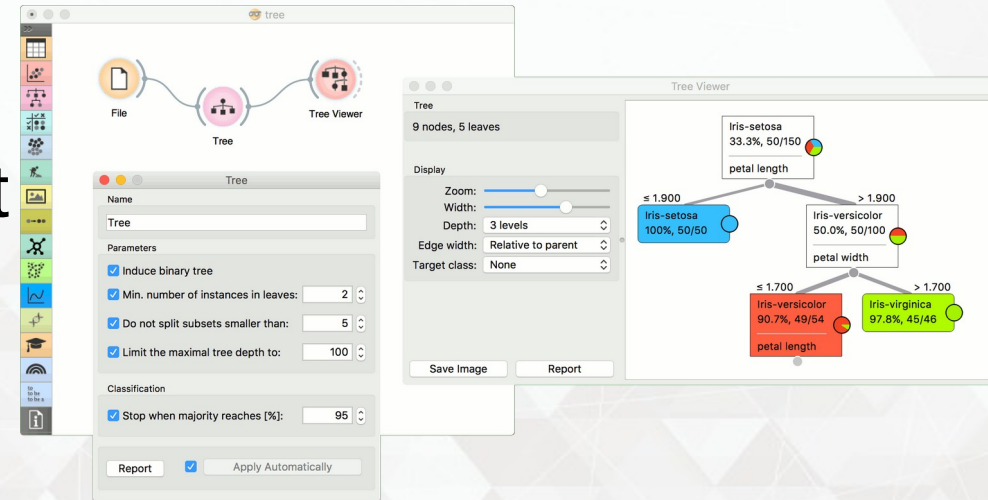 tree
File
Tree
Tree Viewer
t
to
to be
to be a
Tree
Name
Tree
Parameters
Induce binary tree
Min. number of instances in leaves: 2
Do not split subsets smaller than: 5
Limit the maximal tree depth to: 100
Classification
Stop when majority reaches [%]: 95
Report Apply Automatically
Tree Viewer
Tree
9 nodes, 5 leaves
Display
Zoom:
Width:
Depth: 3 levels
Edge width: Relative to parent
Target class: None
Save Image Report
Iris-setosa
33.3%, 50/150
petal length
≤ 1.900 > 1.900
Iris-setosa
100%, 50/50
Iris-versicolor
50.0%, 50/100
petal width
≤ 1.700 > 1.700
Iris-versicolor
90.7%, 49/54
petal length
Iris-virginica
97.8%, 45/46